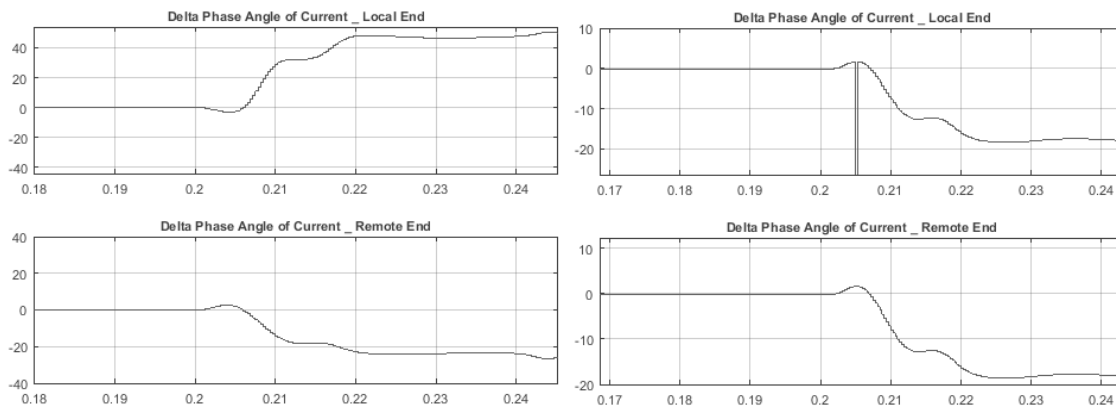 Delta Phase Angle of Current _ Local End
40
20
0
-20
-40
0.18 0.19 0.2 0.21 0.22 0.23 0.24
Delta Phase Angle of Current _ Remote End
40
20
0
-20
-40
0.18 0.19 0.2 0.21 0.22 0.23 0.24
Delta Phase Angle of Current _ Local End
10
0
-10
-20
0.17 0.18 0.19 0.2 0.21 0.22 0.23 0.24
Delta Phase Angle of Current _ Remote End
10
0
-10
-20
0.17 0.18 0.19 0.2 0.21 0.22 0.23 0.24